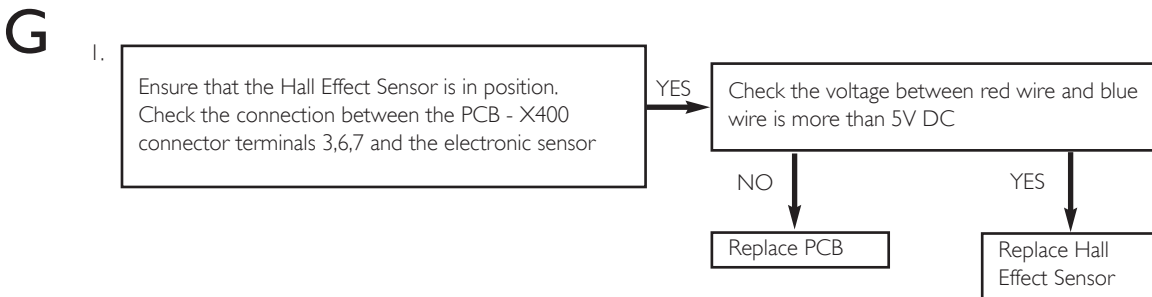 G
1.
Ensure that the Hall Effect Sensor is in position.
Check the connection between the PCB - X400
connector terminals 3,6,7 and the electronic sensor
YES
Check the voltage between red wire and blue
wire is more than 5V DC
NO
YES
Replace PCB
Replace Hall
Effect Sensor